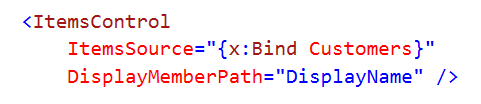 <ItemsControl
ItemsSource="{x:Bind Customers}"
DisplayMemberPath="DisplayName" />